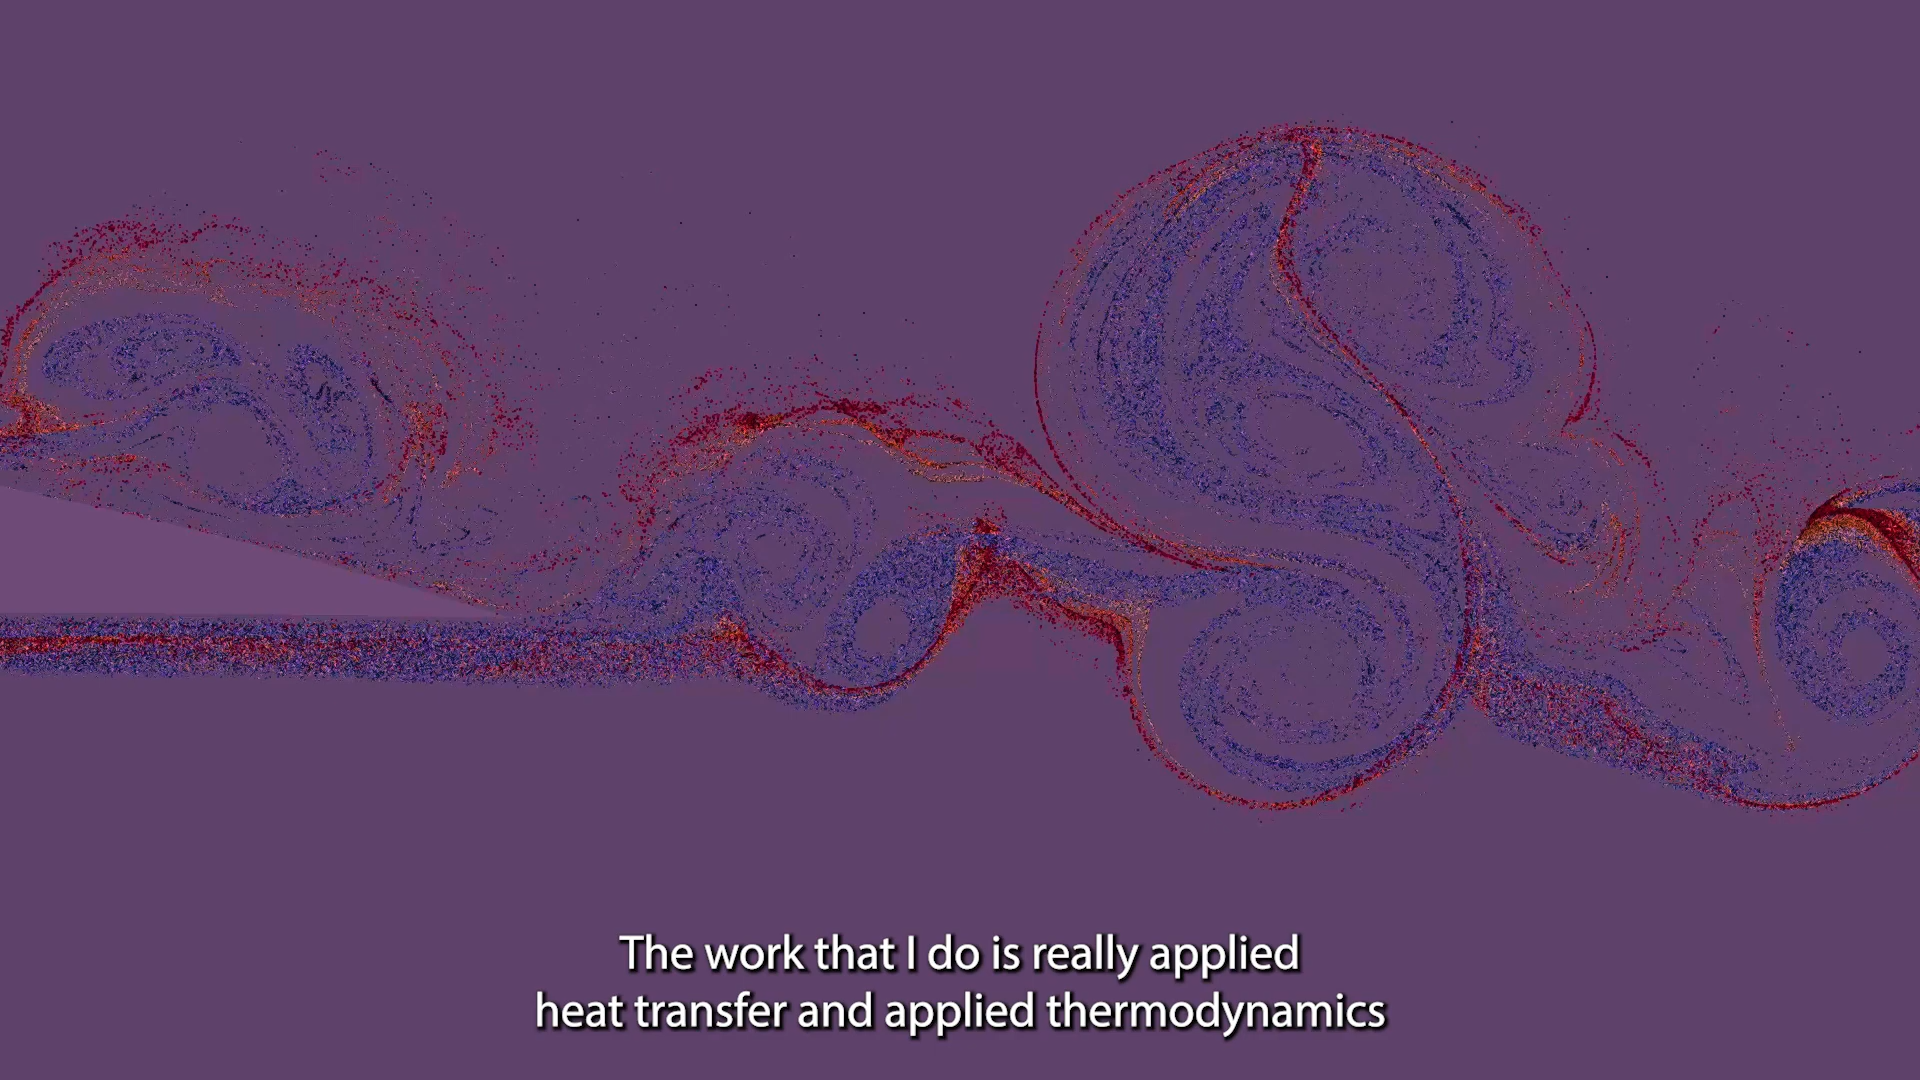 The work that I do is really applied
heat transfer and applied thermodynamics